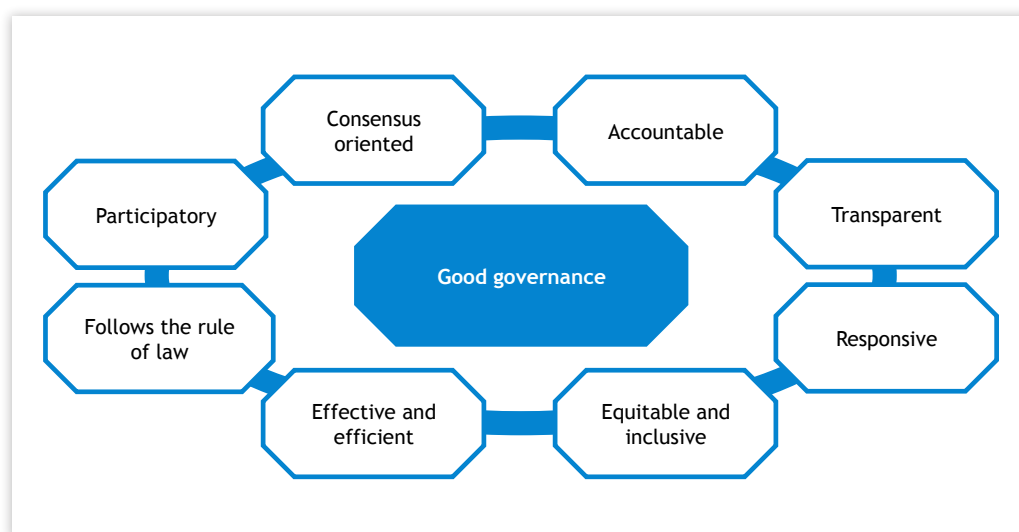 Consensus
oriented
Accountable
Participatory
Transparent
Good governance
Follows the rule
of law
Responsive
Effective and
efficient
Equitable and
inclusive